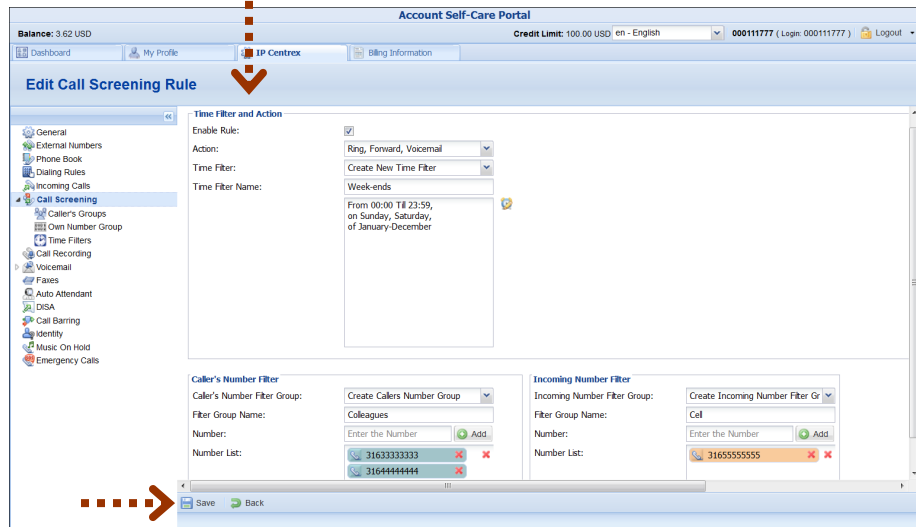 Account Self-Care Portal
Balance: 3.62 USD
Credit Limit: 100.00 USD en - English 000111777 ( Login: 000111777 ) Logout
Dashboard My Profile IP Centrex Billing Information
Edit Call Screening Rule
General
External Numbers
Phone Book
Dialing Rules
Incoming Calls
Call Screening
Caller's Groups
Own Number Group
Time Filters
Call Recording
Voicemail
Faxes
Auto Attendant
DISA
Call Barring
Identity
Music On Hold
Emergency Calls
Time Filter and Action
Enable Rule:
Action: Ring, Forward, Voicemail
Time Filter: Create New Time Filter
Time Filter Name: Week-ends
From 00:00 Till 23:59,
on Sunday, Saturday,
of January-December
Caller's Number Filter
Caller's Number Filter Group: Create Callers Number Group
Filter Group Name: Colleagues
Number: Enter the Number Add
Number List: 31633333333
31644444444
Incoming Number Filter
Incoming Number Filter Group: Create Incoming Number Filter Gr
Filter Group Name: Cell
Number: Enter the Number Add
Number List: 31655555555
Save Back